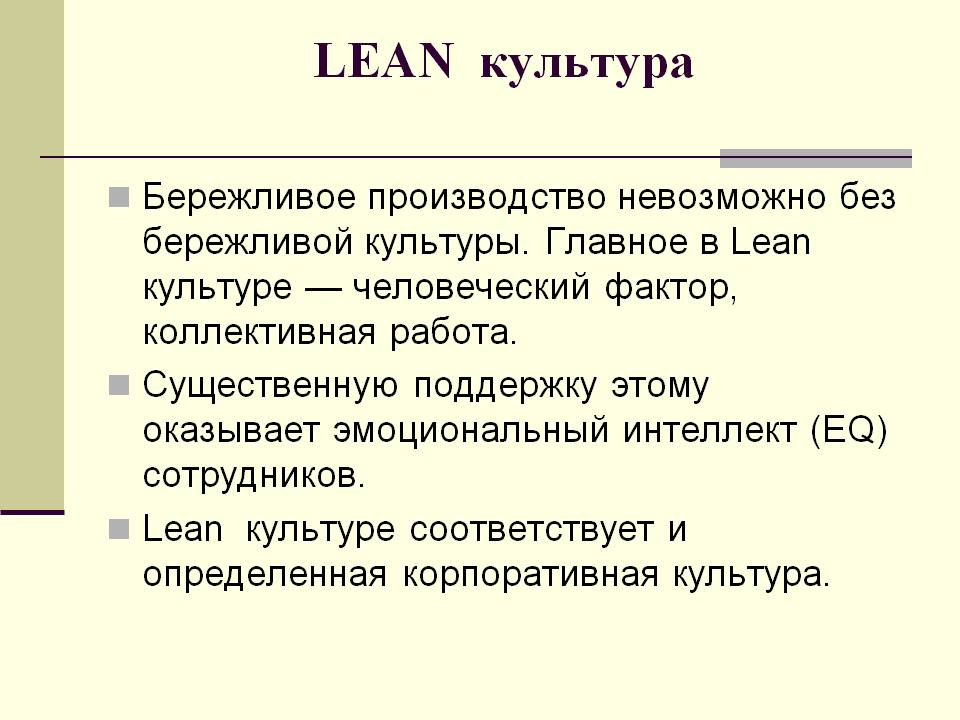 LEAN культура
Бережливое производство невозможно без
бережливой культуры. Главное в Lean
культуре — человеческий фактор,
коллективная работа.
Существенную поддержку этому
оказывает эмоциональный интеллект (EQ)
сотрудников.
Lean культуре соответствует и
определенная корпоративная культура.